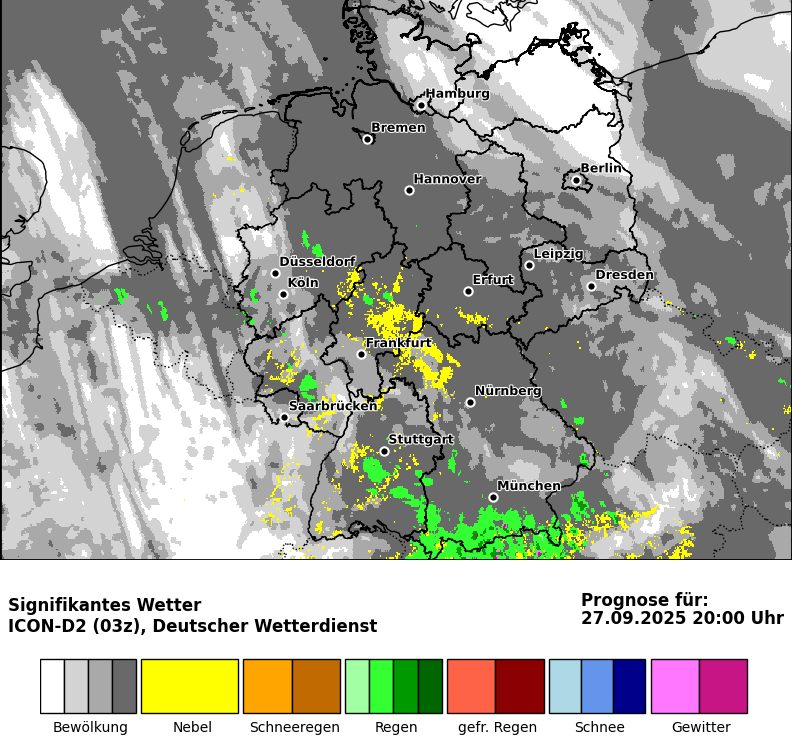 Hamburg
Bremen
Berlin
Hannover
Leipzig
Düsseldorf
Dresden
Köln
Erfurt
Frankfurt
Nürnberg
Saarbrücken
Stuttgart
München
Signifikantes Wetter
ICON-D2 (03z), Deutscher Wetterdienst
Prognose für:
27.09.2025 20:00 Uhr
Bewölkung Nebel Schneeregen Regen gefr. Regen Schnee Gewitter